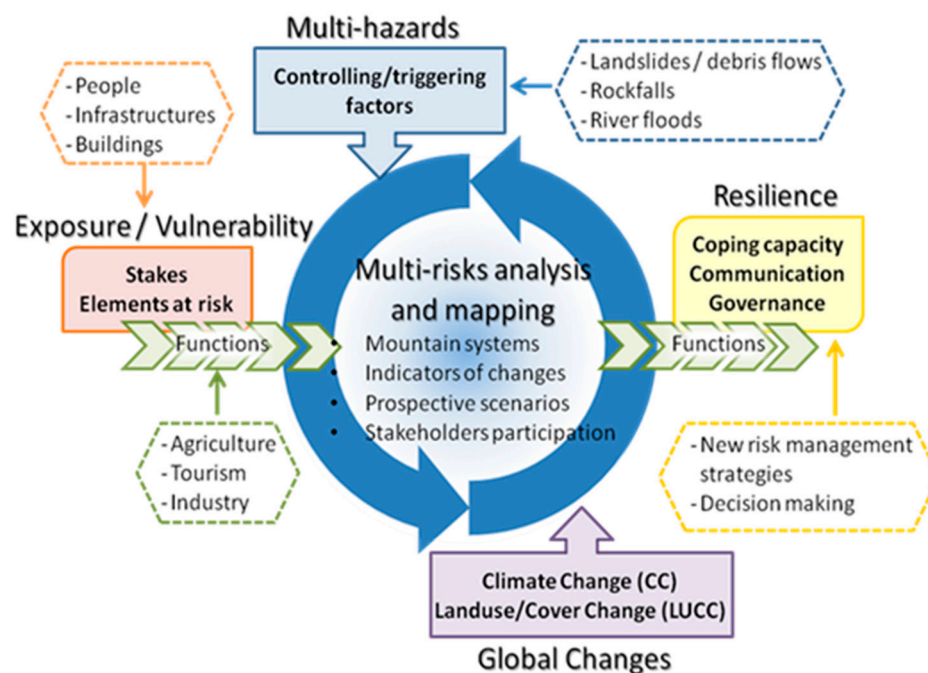 Multi-hazards
Controlling/triggering
factors
- Landslides / debris flows
- Rockfalls
- River floods
- People
- Infrastructures
- Buildings
Exposure / Vulnerability
Stakes
Elements at risk
Functions
- Agriculture
- Tourism
- Industry
Multi-risks analysis
and mapping
• Mountain systems
• Indicators of changes
• Prospective scenarios
• Stakeholders participation
Resilience
Coping capacity
Communication
Governance
Functions
- New risk management
strategies
- Decision making
Climate Change (CC)
Landuse/Cover Change (LUCC)
Global Changes